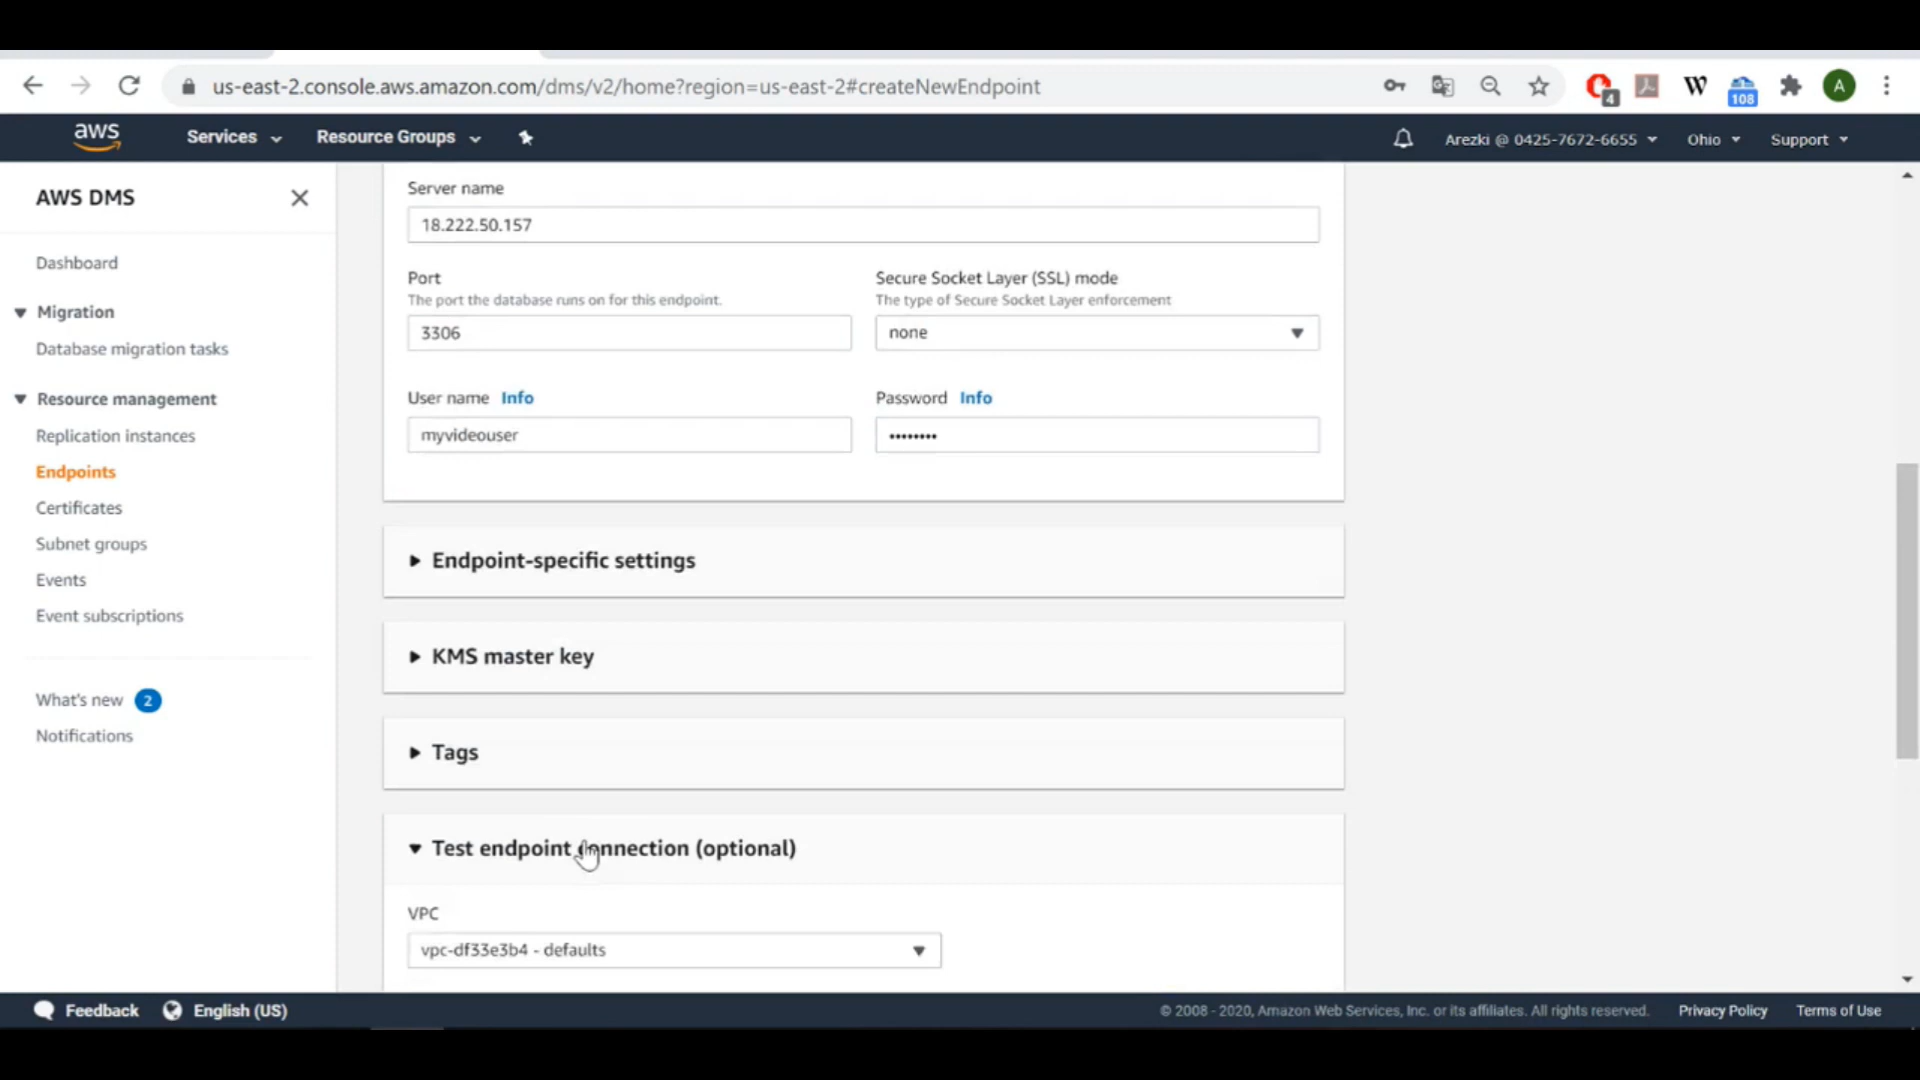 us-east-2.console.aws.amazon.com/dms/v2/home?region=us-east-2#createNewEndpoint
4
W
108
A
aws
Services
Resource Groups
Arezki @ 0425-7672-6655
Ohio
Support
AWS DMS
Dashboard
Migration
Database migration tasks
Resource management
Replication instances
Endpoints
Certificates
Subnet groups
Events
Event subscriptions
What's new 2
Notifications
Server name
18.222.50.157
Port
The port the database runs on for this endpoint.
3306
Secure Socket Layer (SSL) mode
The type of Secure Socket Layer enforcement
none
User name Info
myvideouser
Password Info
••••••••
Endpoint-specific settings
KMS master key
Tags
Test endpoint connection (optional)
VPC
vpc-df33e3b4 - defaults
Feedback
English (US)
© 2008 - 2020, Amazon Web Services, Inc. or its affiliates. All rights reserved.
Privacy Policy
Terms of Use